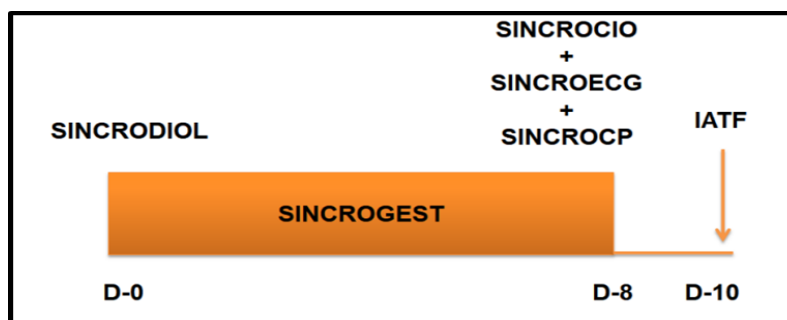 SINCROCIO
+
SINCROECG
+
SINCROCP
IATF
SINCRODIOL
SINCROGEST
D-0
D-8
D-10